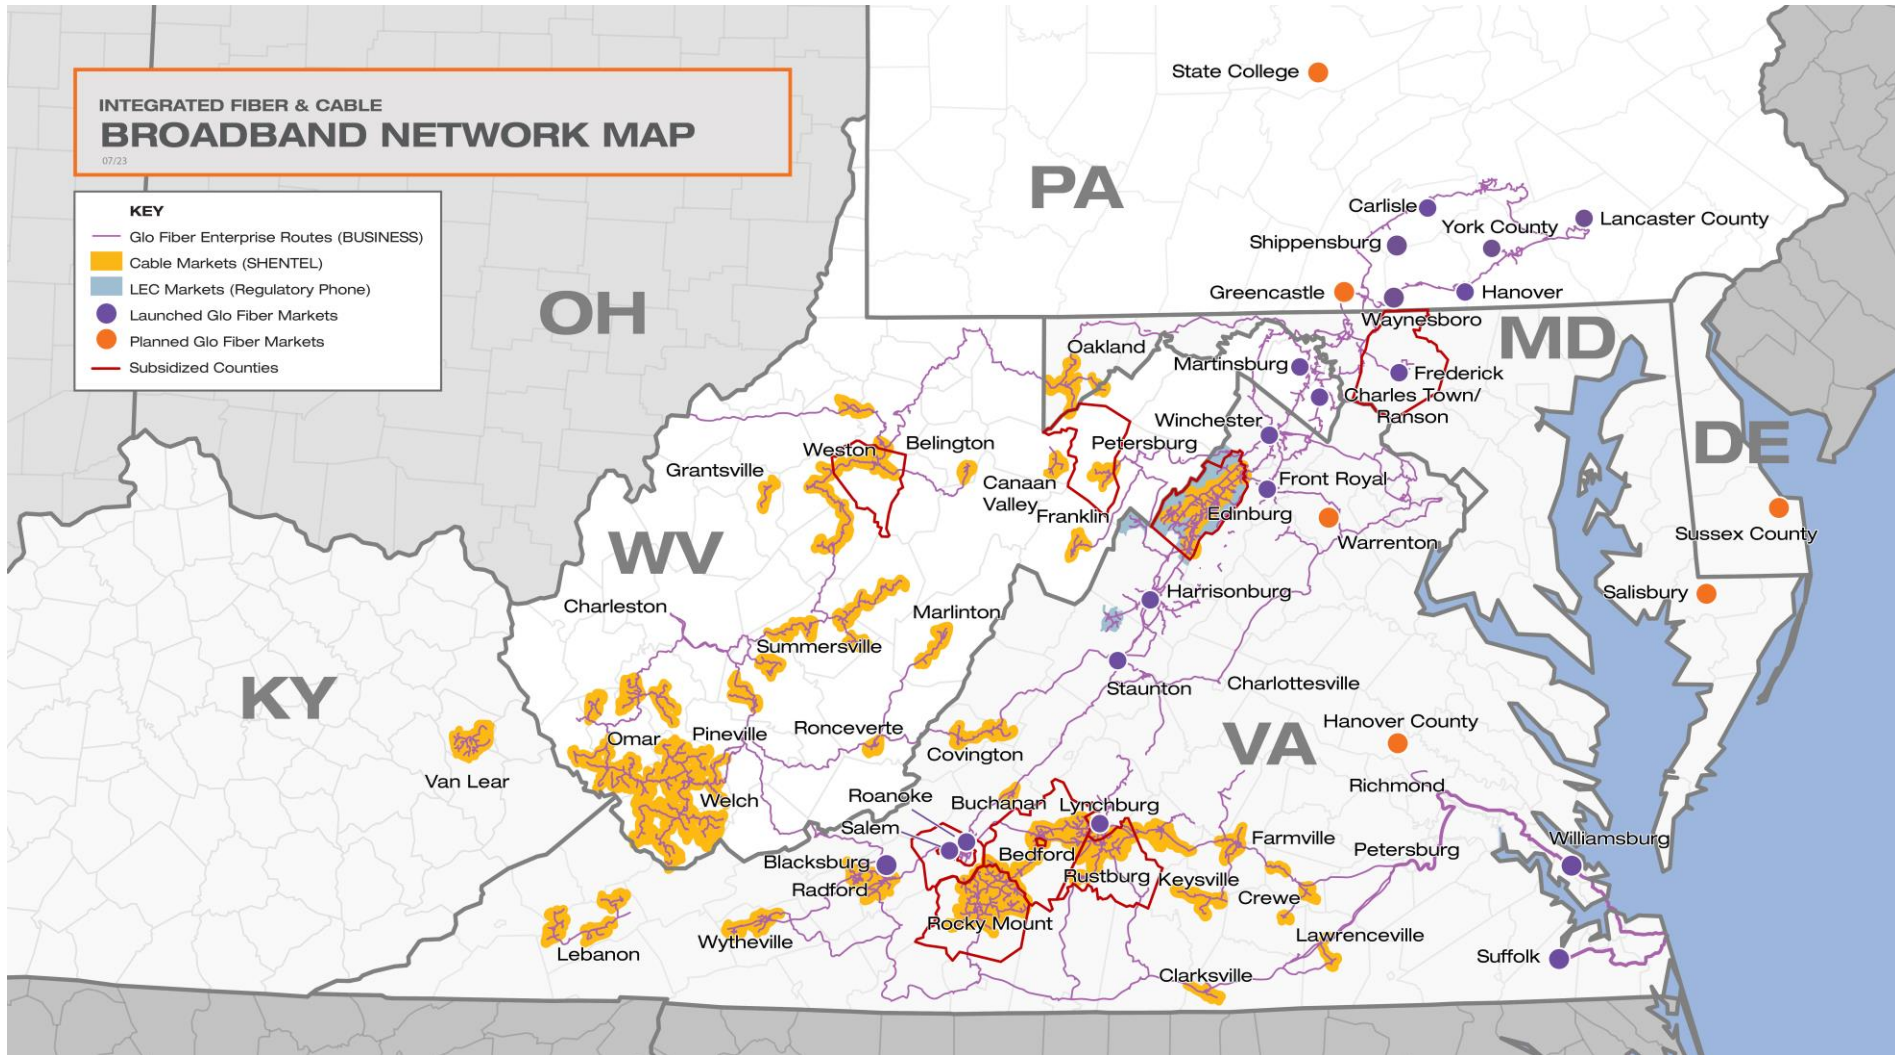 INTEGRATED FIBER & CABLE
BROADBAND NETWORK MAP
07/23
KEY
Glo Fiber Enterprise Routes (BUSINESS)
Cable Markets (SHENTEL)
LEC Markets (Regulatory Phone)
Launched Glo Fiber Markets
Planned Glo Fiber Markets
Subsidized Counties
State College
PA
Carlisle
Lancaster County
York County
Shippensburg
Greencastle
Hanover
Waynesboro
OH
MD
Oakland
Martinsburg
Frederick
Charles Town/
Ranson
Winchester
Petersburg
Belington
Weston
Grantsville
DE
Canaan
Valley
Front Royal
Franklin
Edinburg
Sussex County
Warrenton
WV
Harrisonburg
Salisbury
Charleston
Marlinton
Summersville
Staunton
Charlottesville
KY
Hanover County
Ronceverte
Pineville
Omar
VA
Covington
Van Lear
Richmond
Roanoke
Buchanan
Lynchburg
Welch
Salem
Farmville
Williamsburg
Petersburg
Bedford
Blacksburg
Radford
Rustburg
Keysville
Crewe
Rocky Mount
Wytheville
Lawrenceville
Lebanon
Suffolk
Clarksville